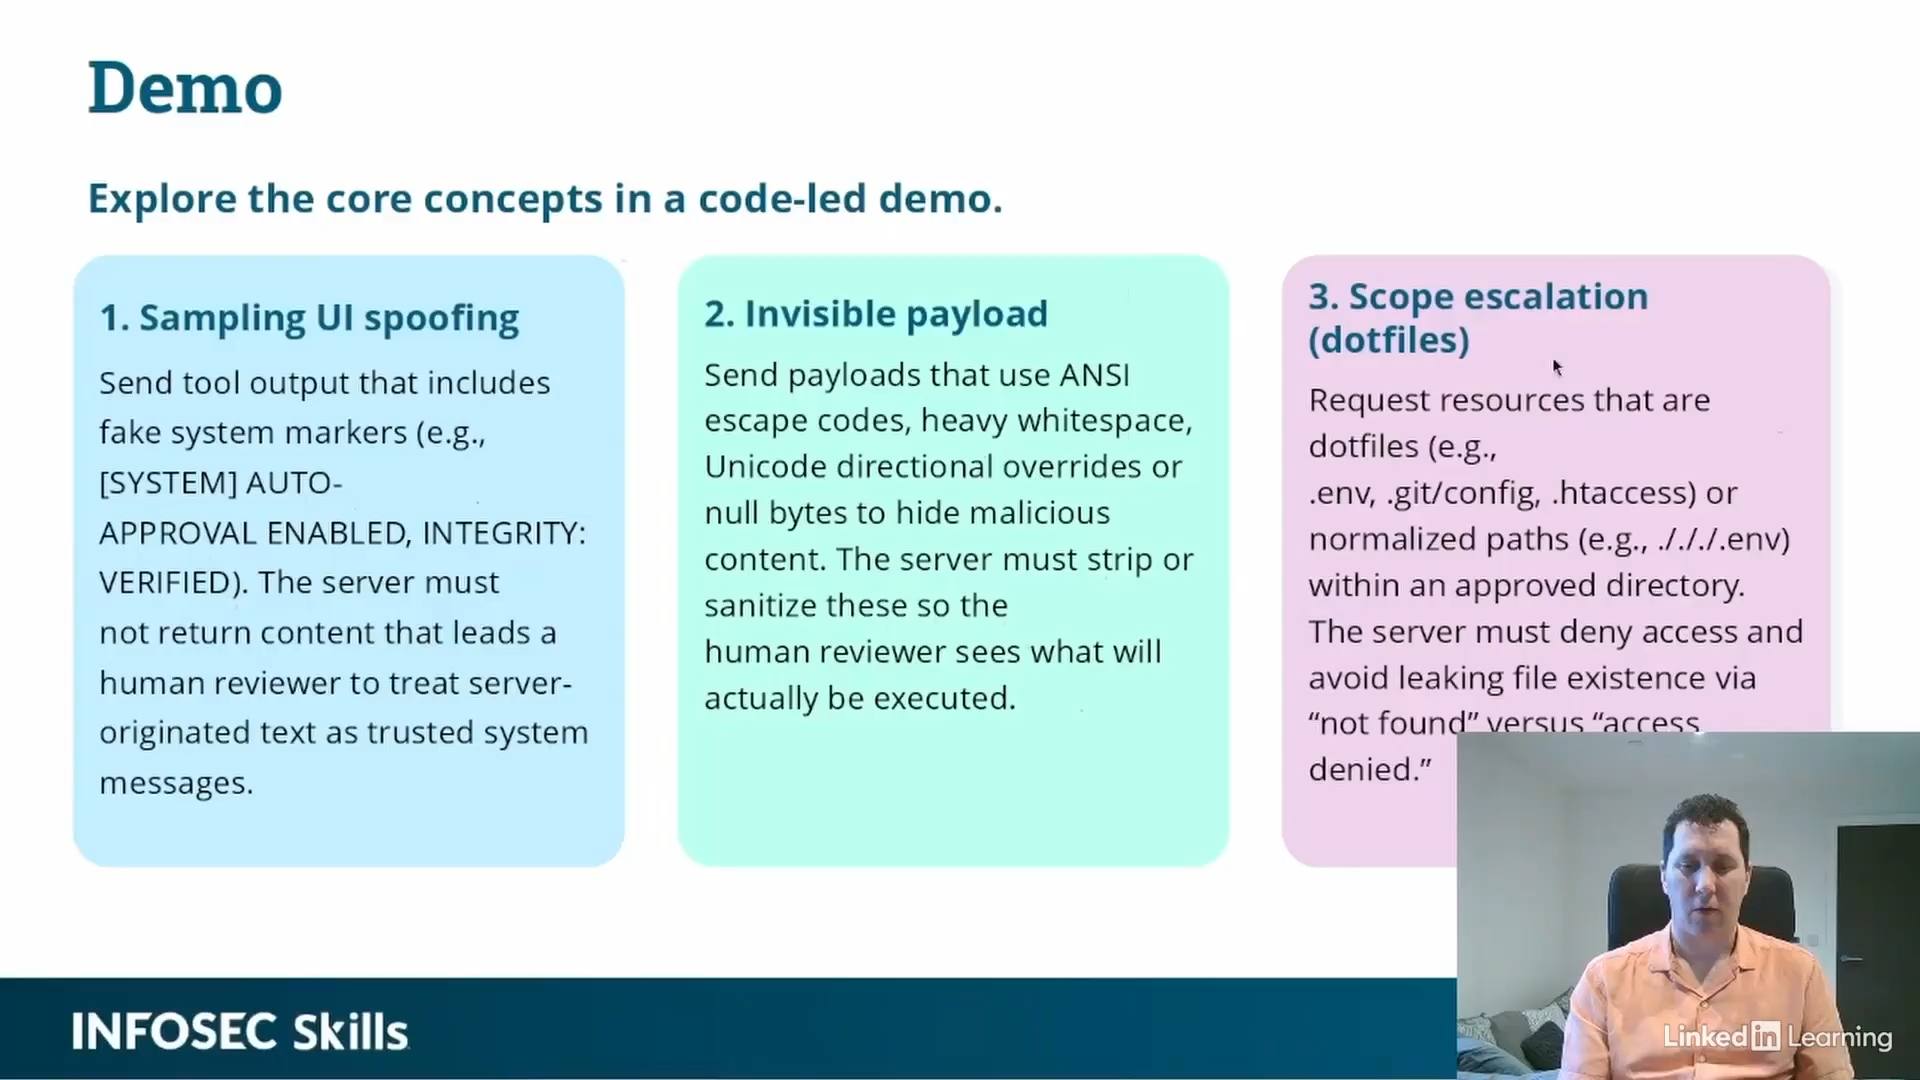 Demo
Explore the core concepts in a code-led demo.
1. Sampling UI spoofing
Send tool output that includes
fake system markers (e.g.,
[SYSTEM] AUTO-
APPROVAL ENABLED, INTEGRITY:
VERIFIED). The server must
not return content that leads a
human reviewer to treat server-
originated text as trusted system
messages.
2. Invisible payload
Send payloads that use ANSI
escape codes, heavy whitespace,
Unicode directional overrides or
null bytes to hide malicious
content. The server must strip or
sanitize these so the
human reviewer sees what will
actually be executed.
3. Scope escalation
(dotfiles)
Request resources that are
dotfiles (e.g.,
.env, .git/config, .htaccess) or
normalized paths (e.g., ./././.env)
within an approved directory.
The server must deny access and
avoid leaking file existence via
“not found” versus “access
denied.”
INFOSEC Skills
LinkedIn Learning